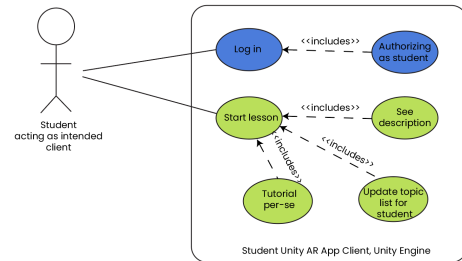 Log in
<<includes>>
Authorizing
as student
Student
acting as intended
client
Start lesson
<<includes>>
See
description
<<includes>>
<<includes>>
Tutorial
per-se
Update topic
list for
student
Student Unity AR App Client, Unity Engine